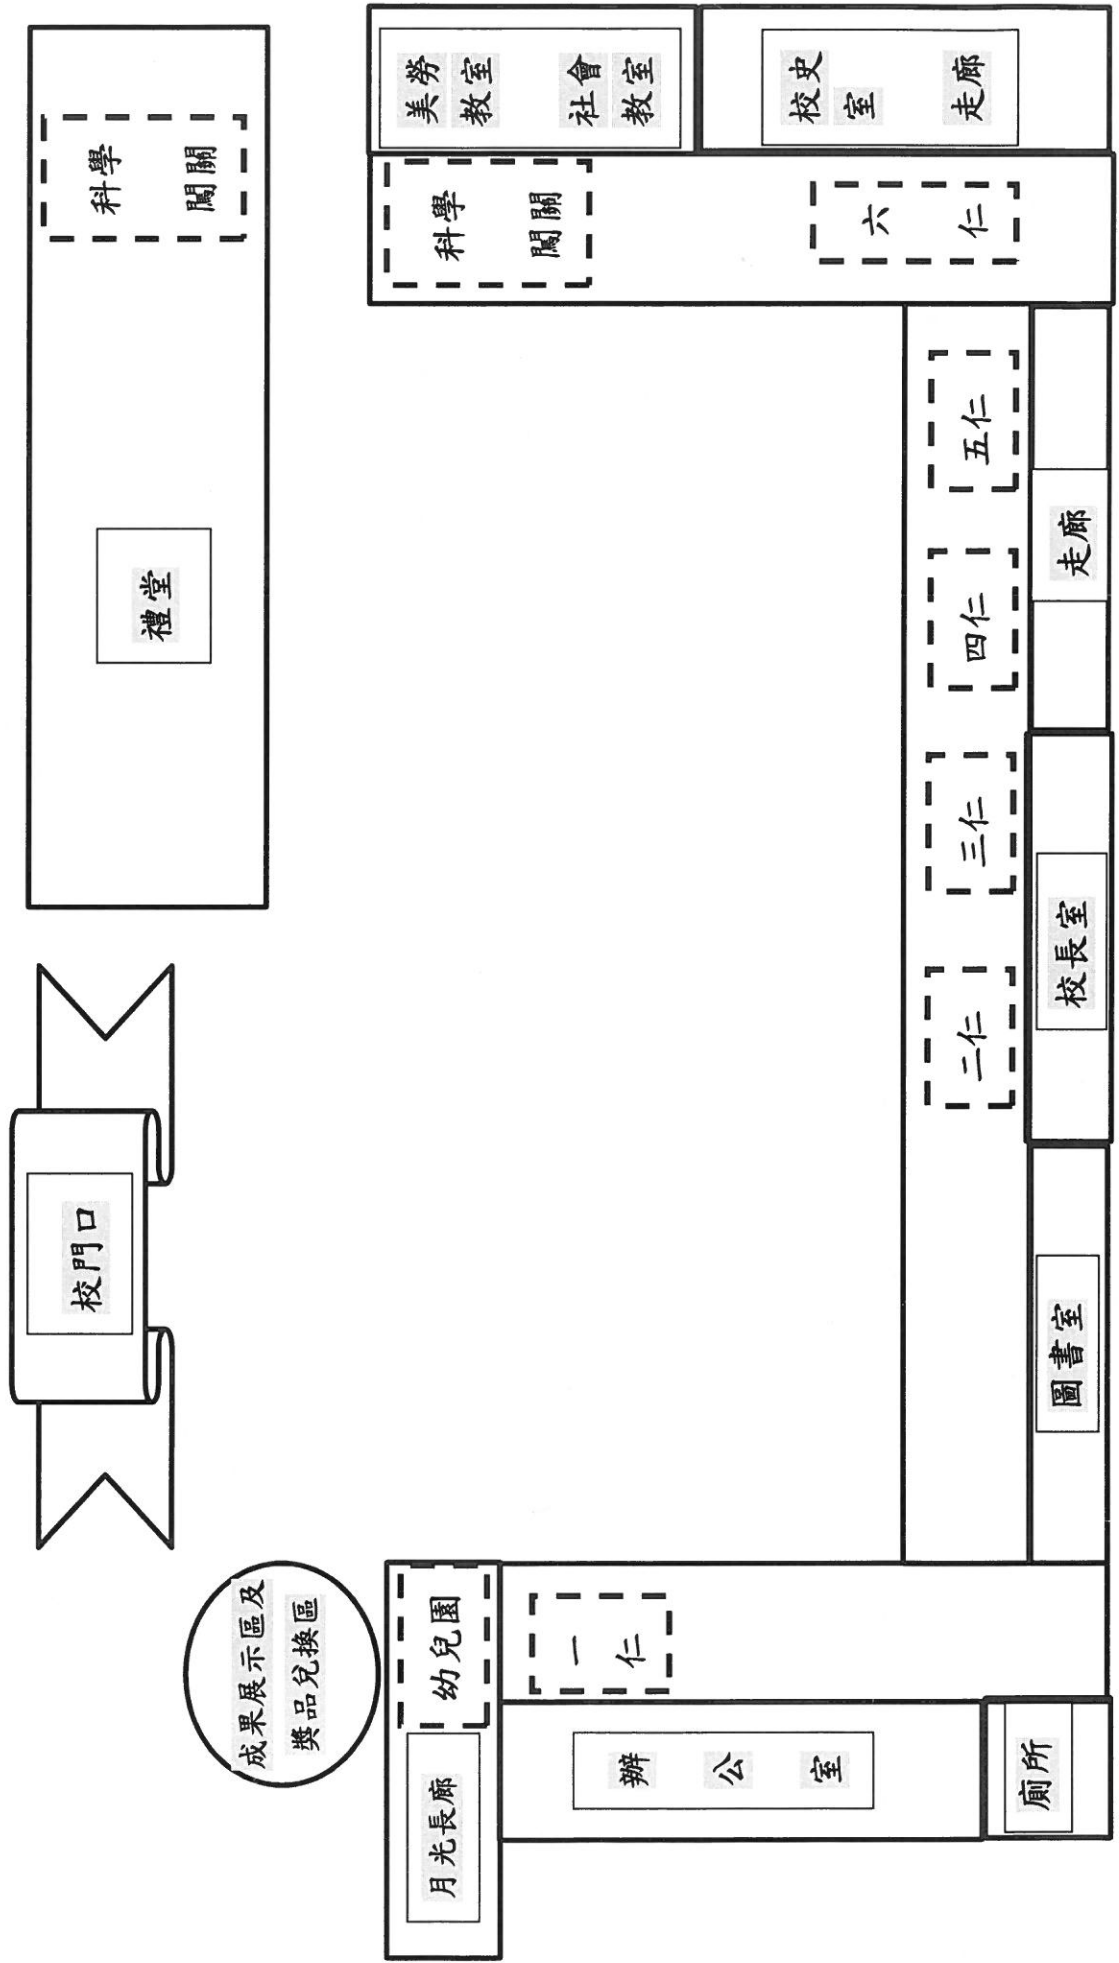 校門口
禮堂
科學
闖關
成果展示區及
獎品兌換區
月光長廊
幼兒園
辦
公
室
一
仁
廁所
圖書室
二仁
三仁
四仁
五仁
校長室
走廊
科學
闖關
六
仁
美勞
教室
社會
教室
校史
室
走廊